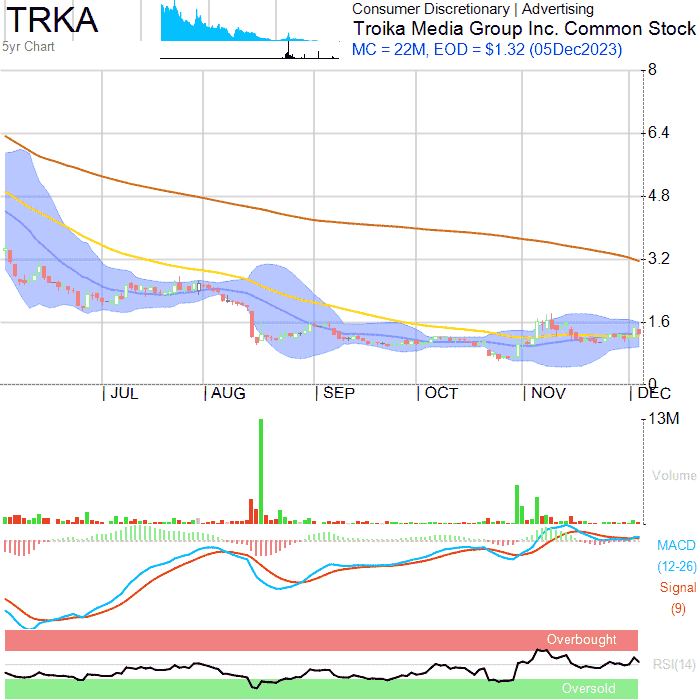 TRKA
5yr Chart
Consumer Discretionary | Advertising
Troika Media Group Inc. Common Stock
MC = 22M, EOD = $1.32 (05Dec2023)
8
6.4
4.8
3.2
1.6
0
JUL AUG SEP OCT NOV DEC
13M
Volume
MACD
(12-26)
Signal
(9)
Overbought
RSI(14)
Oversold